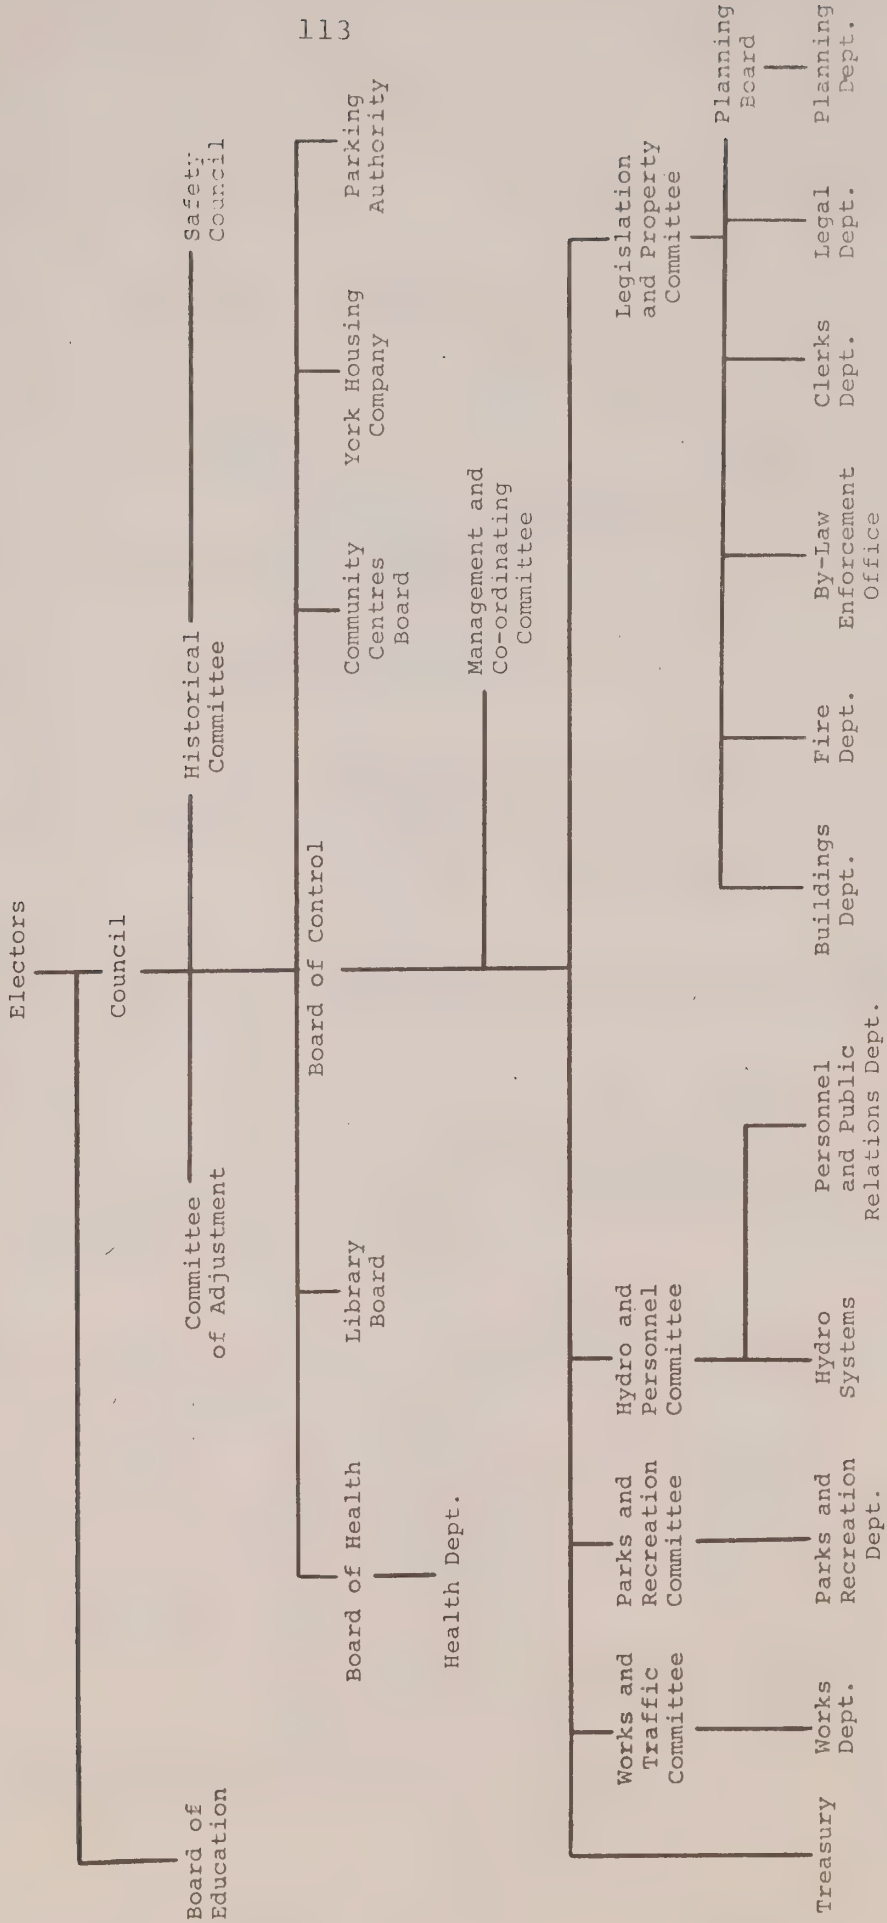 113
Electors
Council
Board of
Education
Committee
of Adjustment
Historical
Committee
Safety
Council
Board of Control
Board of Health
Health Dept.
Library
Board
Community
Centres
Board
York Housing
Company
Parking
Authority
Management and
Co-ordinating
Committee
Works and
Traffic
Committee
Parks and
Recreation
Committee
Hydro and
Personnel
Committee
Legislation
and Property
Committee
Planning
Board
Treasury
Works
Dept.
Parks and
Recreation
Dept.
Hydro
Systems
Personnel
and Public
Relations Dept.
Buildings
Dept.
Fire
Dept.
By-Law
Enforcement
Office
Clerks
Dept.
Legal
Dept.
Planning
Dept.